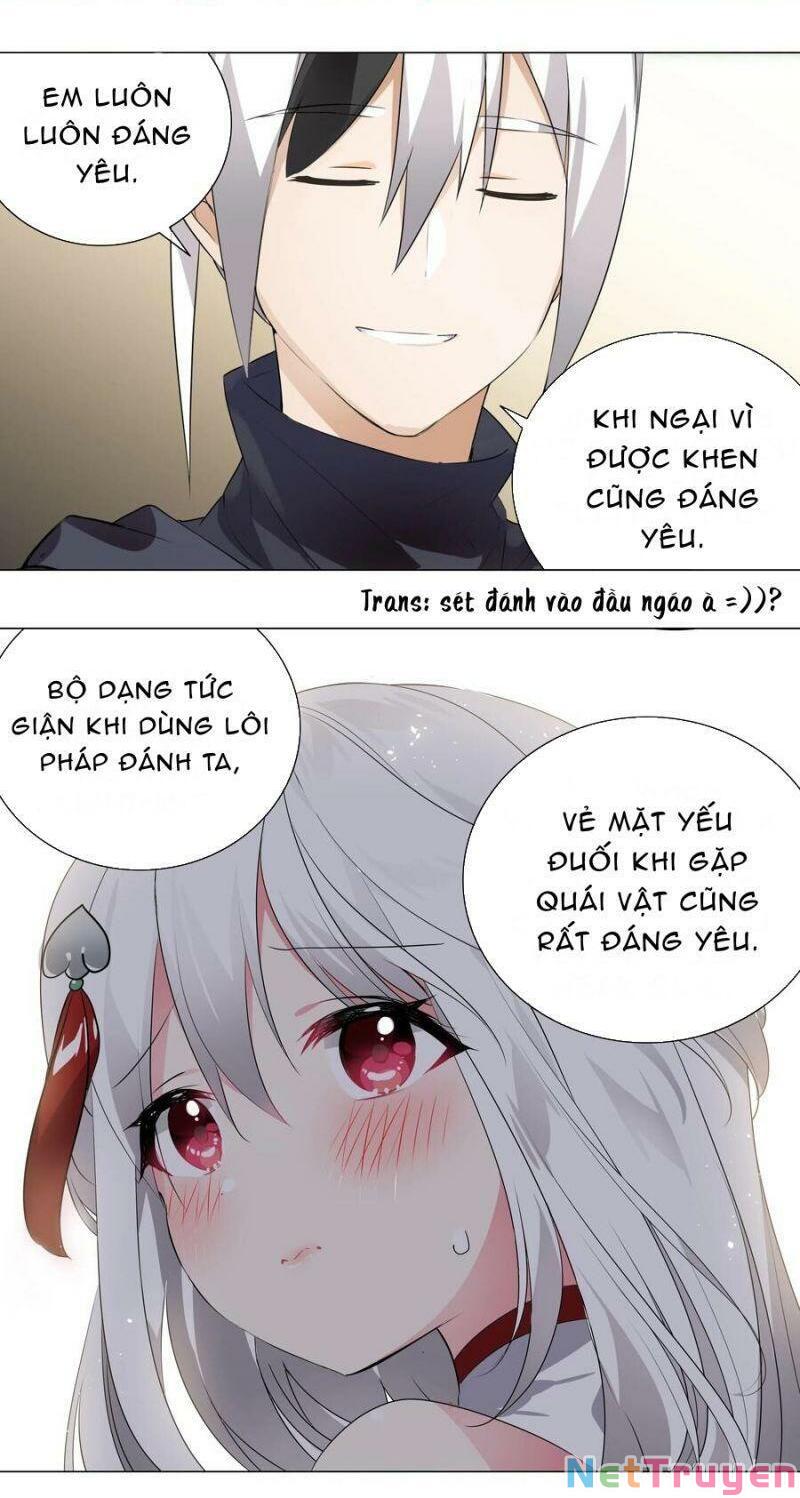 EM LUÔN
LUÔN ĐÁNG
YÊU.
KHI NGẠI VÌ
ĐƯỢC KHEN
CŨNG ĐÁNG
YÊU.
Trans: sét đánh vào đầu ngáo à =))?
BỘ DẠNG TỨC
GIẬN KHI DÙNG LÔI
PHÁP ĐÁNH TA,
VẺ MẶT YẾU
ĐUỐI KHI GẶP
QUÁI VẬT CŨNG
RẤT ĐÁNG YÊU.
NetTruyen